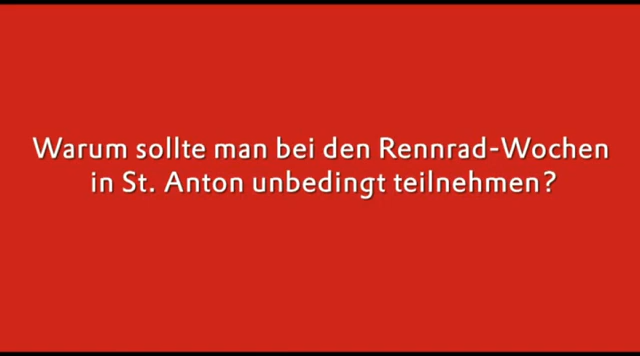 Warum sollte man bei den Rennrad-Wochen
in St. Anton unbedingt teilnehmen?